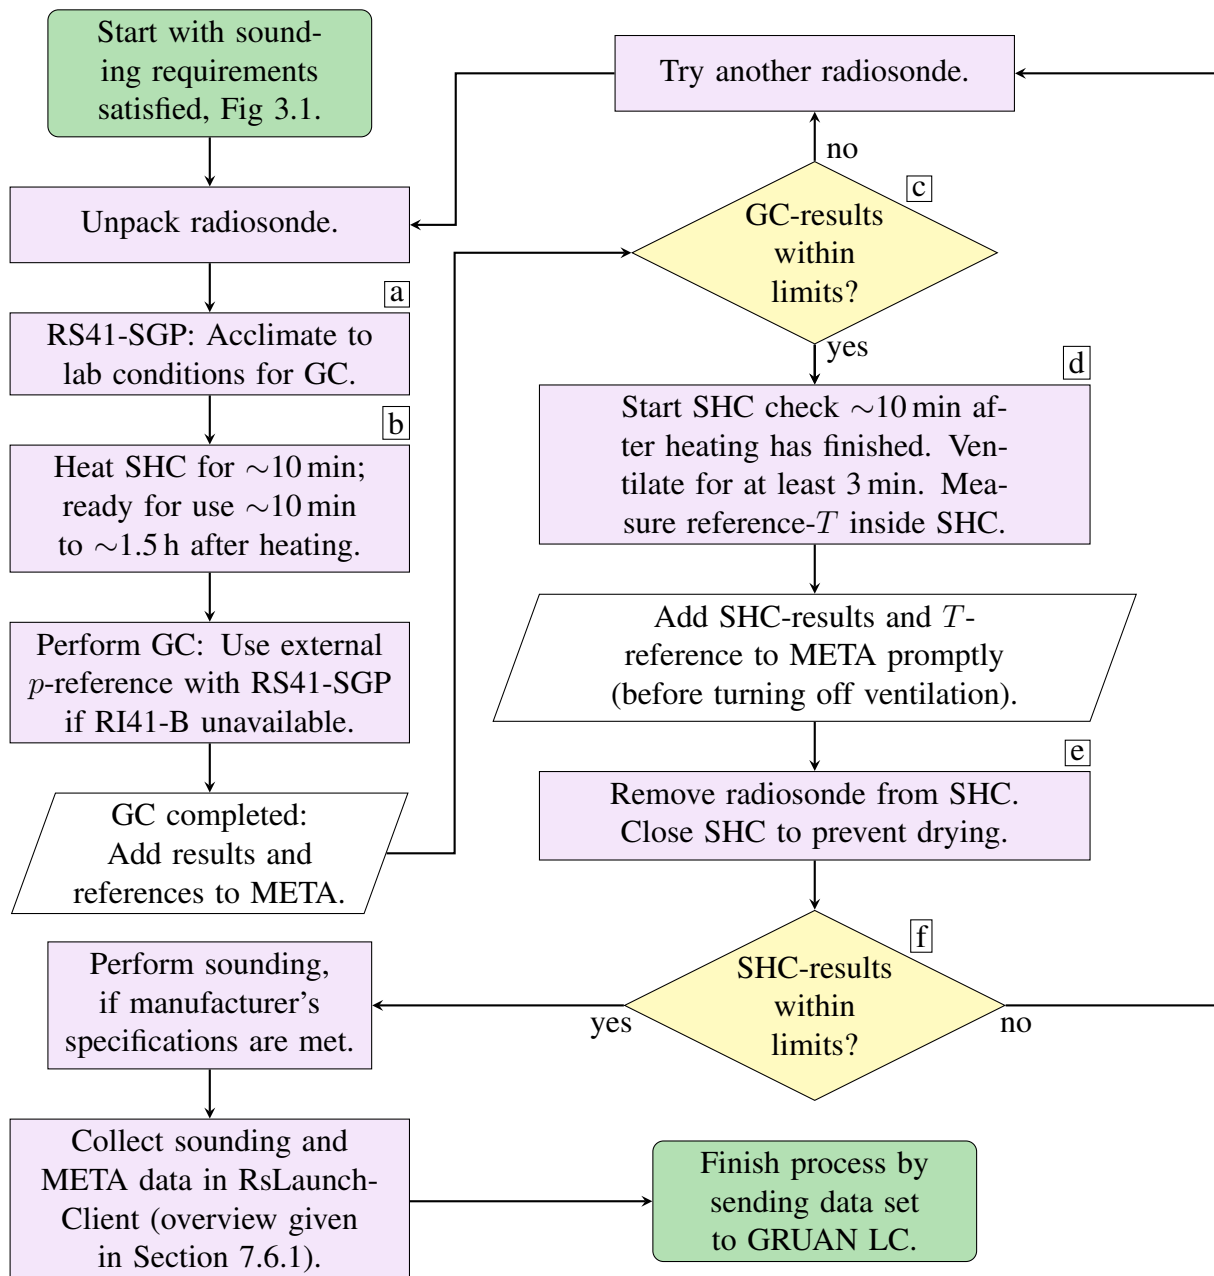 Start with sound-
ing requirements
satisfied, Fig 3.1.
Unpack radiosonde.
a
RS41-SGP: Acclimate to
lab conditions for GC.
b
Heat SHC for ∼10 min;
ready for use ∼10 min
to ∼1.5 h after heating.
Perform GC: Use external
p-reference with RS41-SGP
if RI41-B unavailable.
GC completed:
Add results and
references to META.
Try another radiosonde.
no
c
GC-results
within
limits?
yes
d
Start SHC check ∼10 min af-
ter heating has finished. Ven-
tilate for at least 3 min. Mea-
sure reference-T inside SHC.
Add SHC-results and T-
reference to META promptly
(before turning off ventilation).
e
Remove radiosonde from SHC.
Close SHC to prevent drying.
f
SHC-results
within
limits?
yes
no
Perform sounding,
if manufacturer's
specifications are met.
Collect sounding and
META data in RsLaunch-
Client (overview given
in Section 7.6.1).
Finish process by
sending data set
to GRUAN LC.